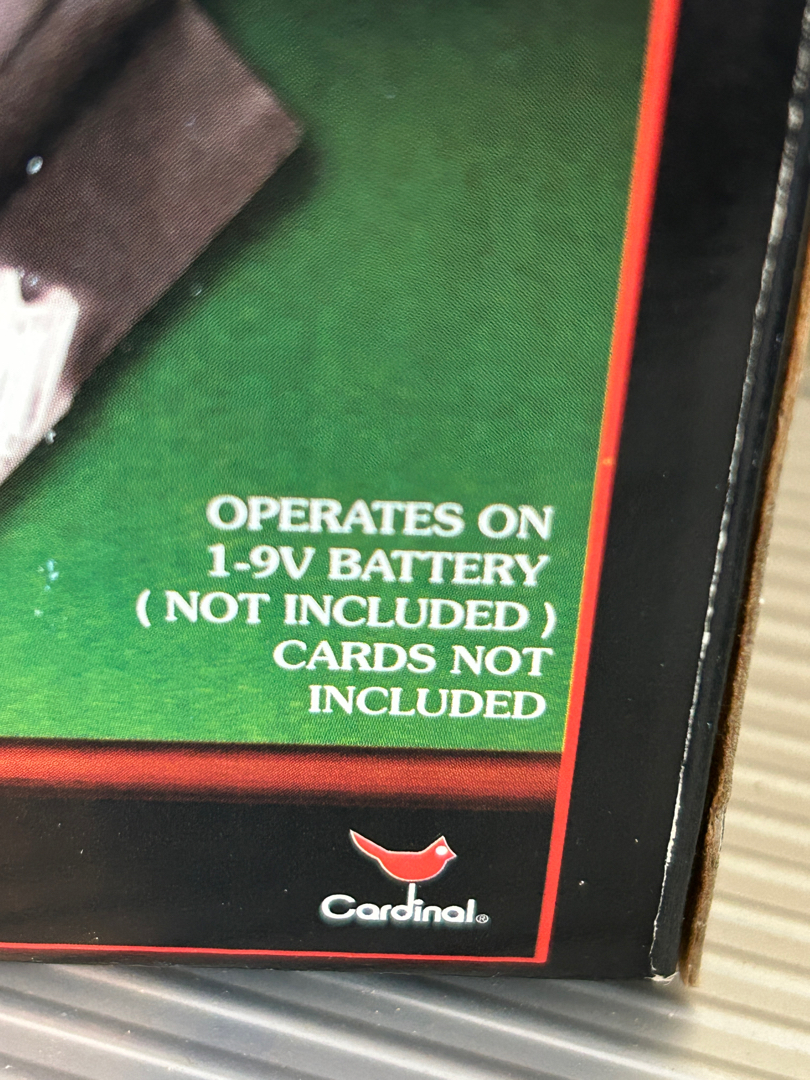 OPERATES ON
1-9V BATTERY
( NOT INCLUDED )
CARDS NOT
INCLUDED
Cardinal®